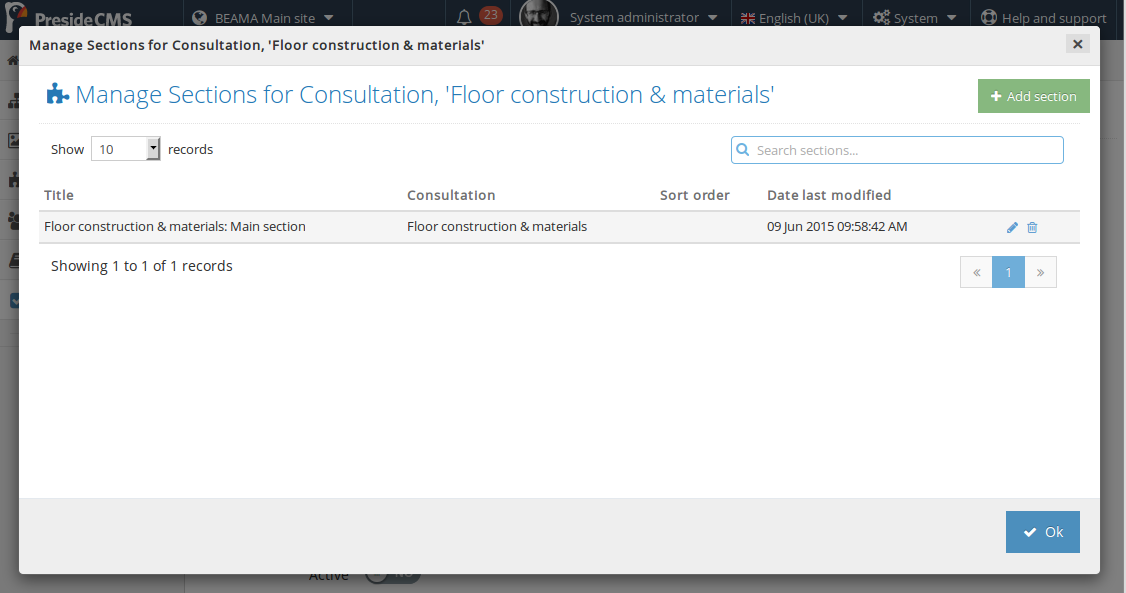 PresideCMS
BEAMA Main site
23
System administrator
English (UK)
System
Help and support
Manage Sections for Consultation, 'Floor construction & materials'
Manage Sections for Consultation, 'Floor construction & materials'
Add section
Show 10 records
Search sections...
Title Consultation Sort order Date last modified
Floor construction & materials: Main section Floor construction & materials 09 Jun 2015 09:58:42 AM
Showing 1 to 1 of 1 records
« 1 »
Ok
Active No